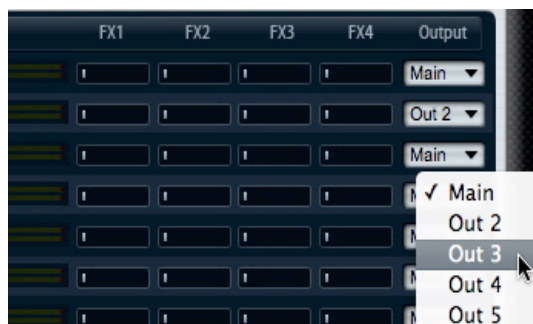 FX1 FX2 FX3 FX4 Output
Main
Out 2
Main
✓ Main
Out 2
Out 3
Out 4
Out 5